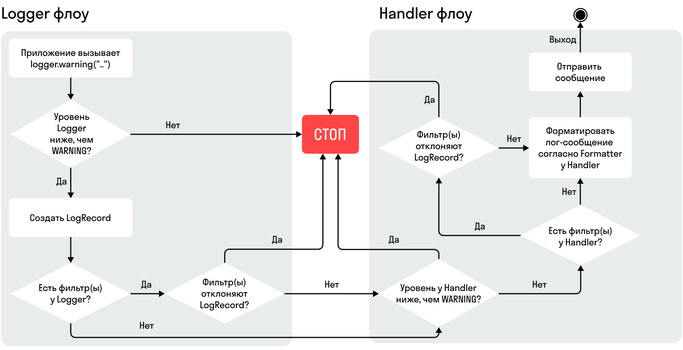 Logger флоу
Приложение вызывает
logger.warning("..")
Уровень
Logger
ниже, чем
WARNING?
Нет
Да
Создать LogRecord
Есть фильтр(ы)
у Logger?
Да
Нет
Фильтр(ы)
отклоняют
LogRecord?
Да
Нет
СТОП
Handler флоу
Уровень у Handler
ниже, чем WARNING?
Да
Нет
Есть фильтр(ы)
у Handler?
Да
Нет
Фильтр(ы)
отклоняют
LogRecord?
Да
Нет
Форматировать
лог-сообщение
согласно Formatter
у Handler
Отправить
сообщение
Выход